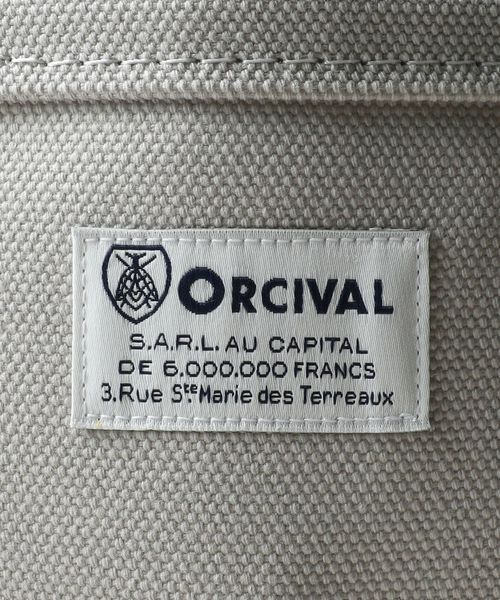 ORCIVAL
S.A.R.L. AU CAPITAL
DE 6.000.000 FRANCS
3.Rue Ste Marie des Terreaux